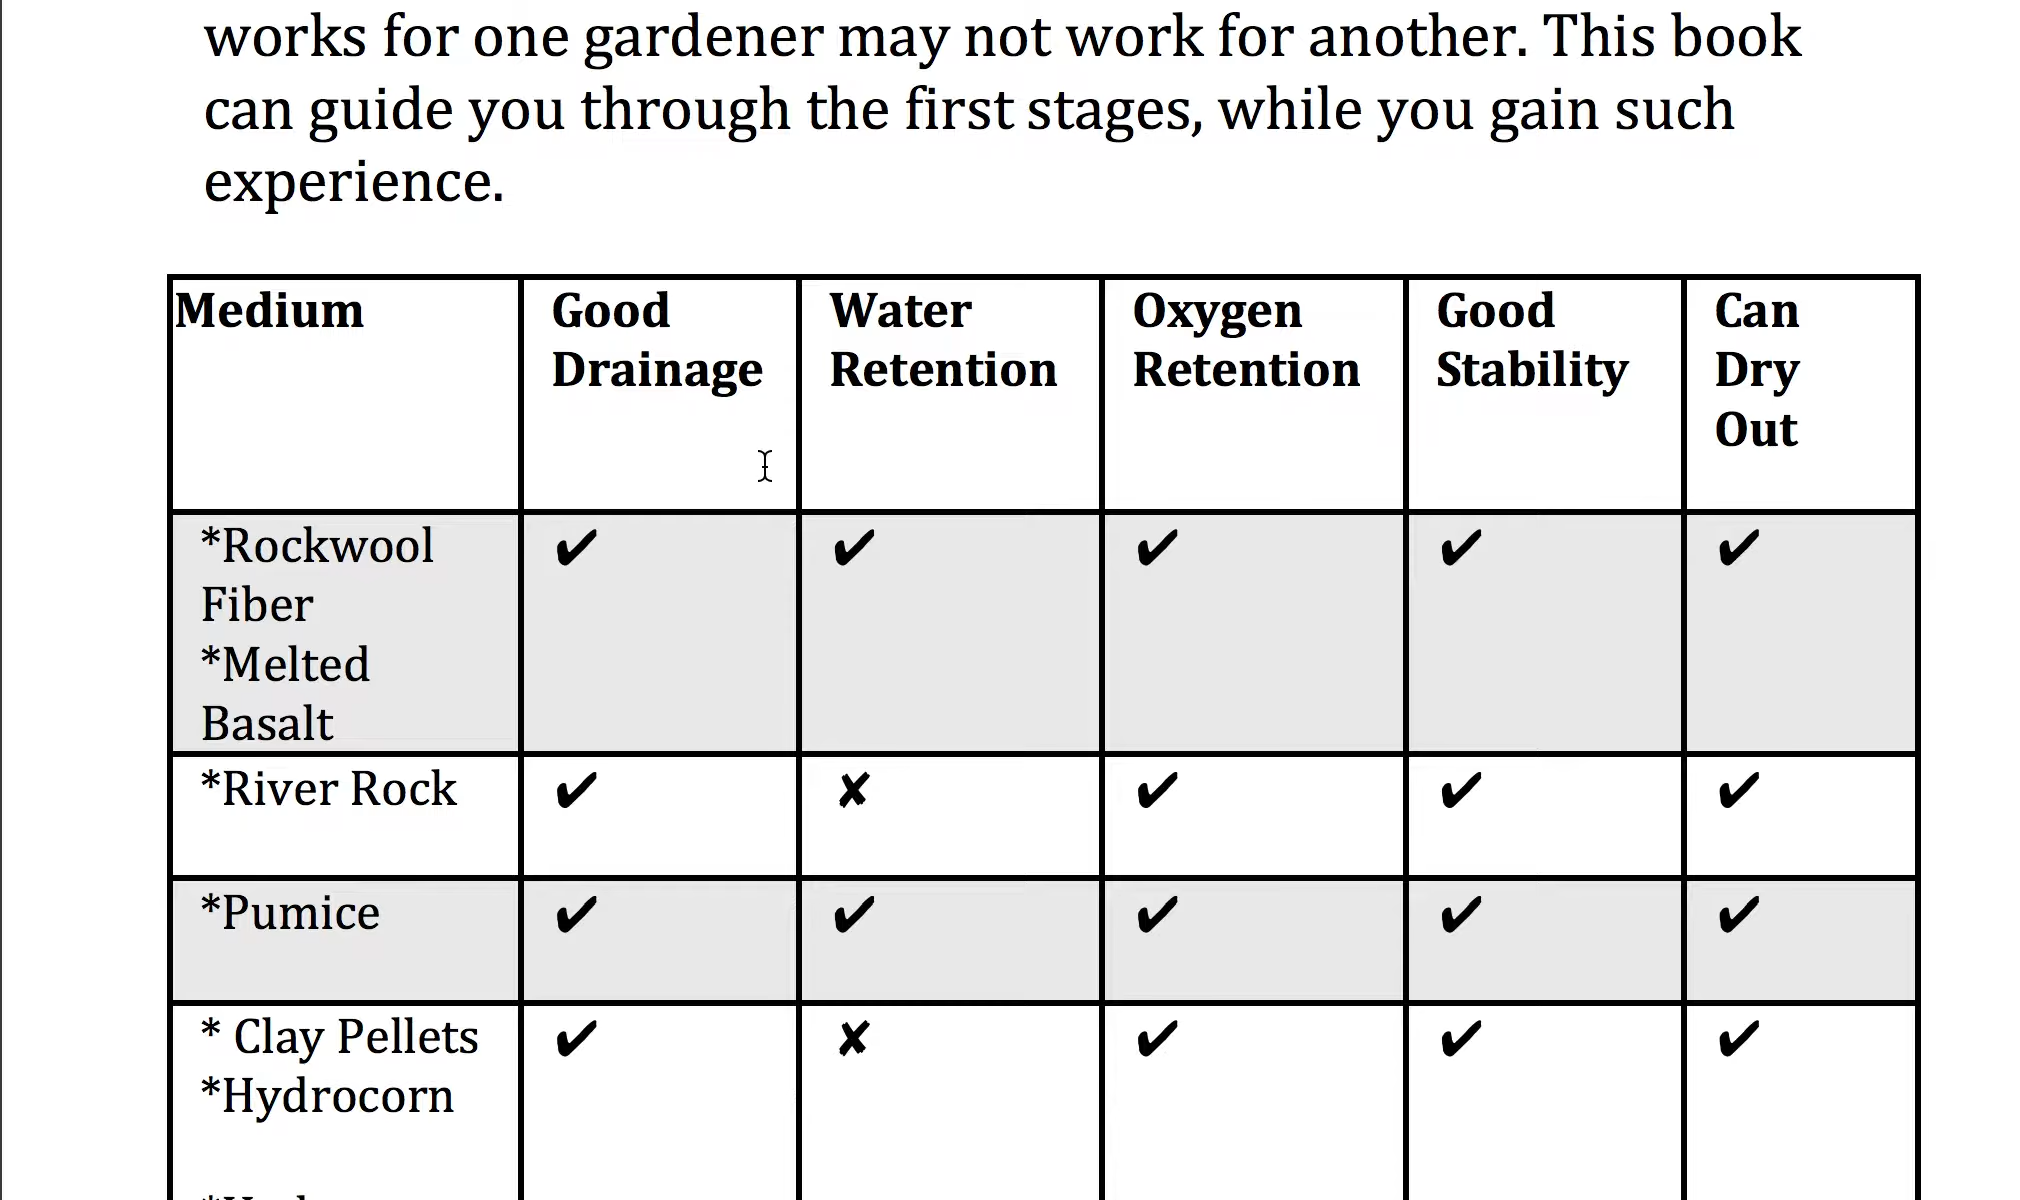 works for one gardener may not work for another. This book
can guide you through the first stages, while you gain such
experience.
Medium Good Drainage Water Retention Oxygen Retention Good Stability Can Dry Out
*Rockwool ✔ ✔ ✔ ✔ ✔
Fiber
*Melted
Basalt
*River Rock ✔ ✘ ✔ ✔ ✔
*Pumice ✔ ✔ ✔ ✔ ✔
* Clay Pellets ✔ ✘ ✔ ✔ ✔
*Hydrocorn